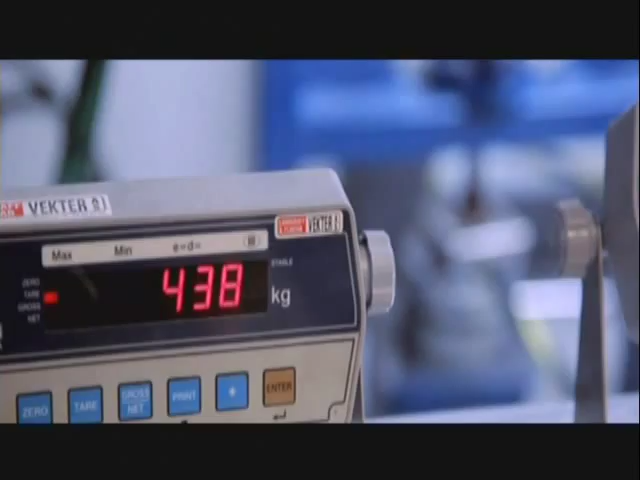 VEKTER
VEKTER
Max Min e=d=
STABLE
ZERO
TARE
GROSS
NET
438 kg
ZERO TARE GROSS NET PRINT * ENTER